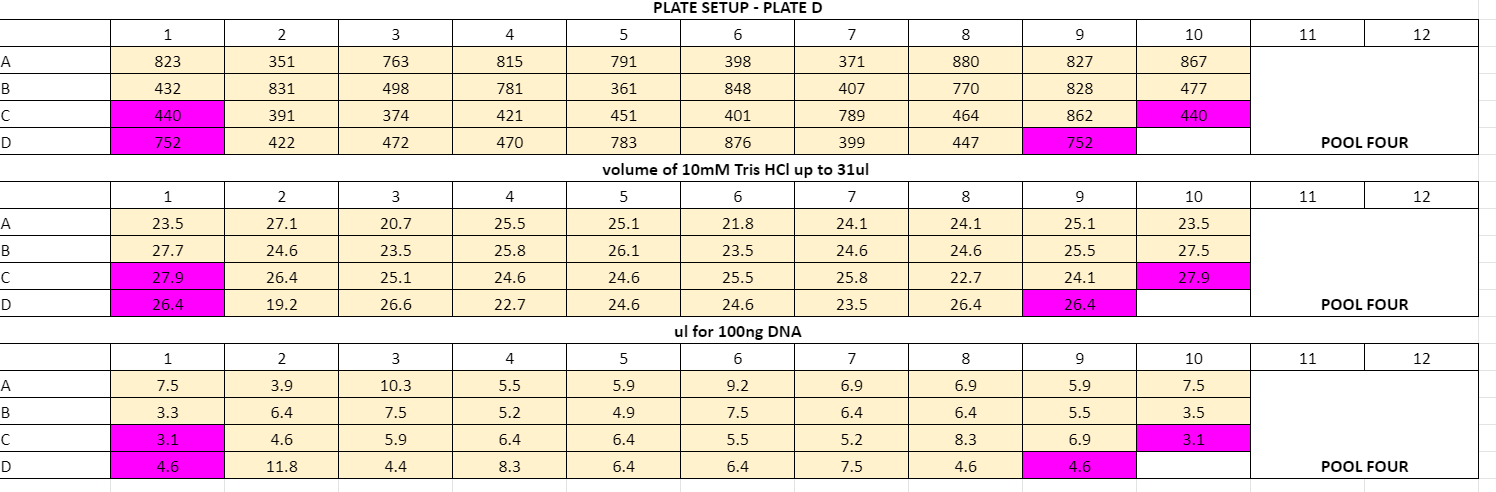 PLATE SETUP - PLATE D
1 2 3 4 5 6 7 8 9 10 11 12
A 823 351 763 815 791 398 371 880 827 867
B 432 831 498 781 361 848 407 770 828 477
C 440 391 374 421 451 401 789 464 862 440
D 752 422 472 470 783 876 399 447 752 POOL FOUR
volume of 10mM Tris HCl up to 31ul
1 2 3 4 5 6 7 8 9 10 11 12
A 23.5 27.1 20.7 25.5 25.1 21.8 24.1 24.1 25.1 23.5
B 27.7 24.6 23.5 25.8 26.1 23.5 24.6 24.6 25.5 27.5
C 27.9 26.4 25.1 24.6 24.6 25.5 25.8 22.7 24.1 27.9
D 26.4 19.2 26.6 22.7 24.6 24.6 23.5 26.4 26.4 POOL FOUR
ul for 100ng DNA
1 2 3 4 5 6 7 8 9 10 11 12
A 7.5 3.9 10.3 5.5 5.9 9.2 6.9 6.9 5.9 7.5
B 3.3 6.4 7.5 5.2 4.9 7.5 6.4 6.4 5.5 3.5
C 3.1 4.6 5.9 6.4 6.4 5.5 5.2 8.3 6.9 3.1
D 4.6 11.8 4.4 8.3 6.4 6.4 7.5 4.6 4.6 POOL FOUR